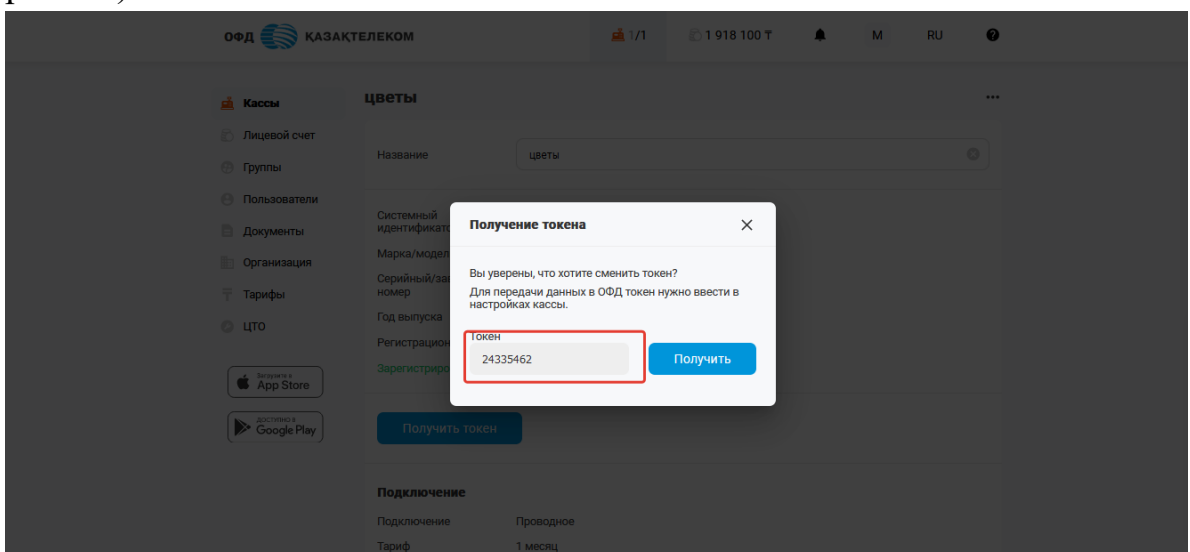 ОФД ҚАЗАҚТЕЛЕКОМ
1/1
1 918 100 ₸
M
RU
Кассы
Лицевой счет
Группы
Пользователи
Документы
Организация
Тарифы
ЦТО
Загрузите в
App Store
ДОСТУПНО В
Google Play
цветы
Название
цветы
Системный
идентификато
Марка/модел
Серийный/зав
номер
Год выпуска
Регистрацион
Зарегистриро
Получение токена
Вы уверены, что хотите сменить токен?
Для передачи данных в ОФД токен нужно ввести в
настройках кассы.
Токен
24335462
Получить
Получить токен
Подключение
Подключение Проводное
Тариф 1 месяц